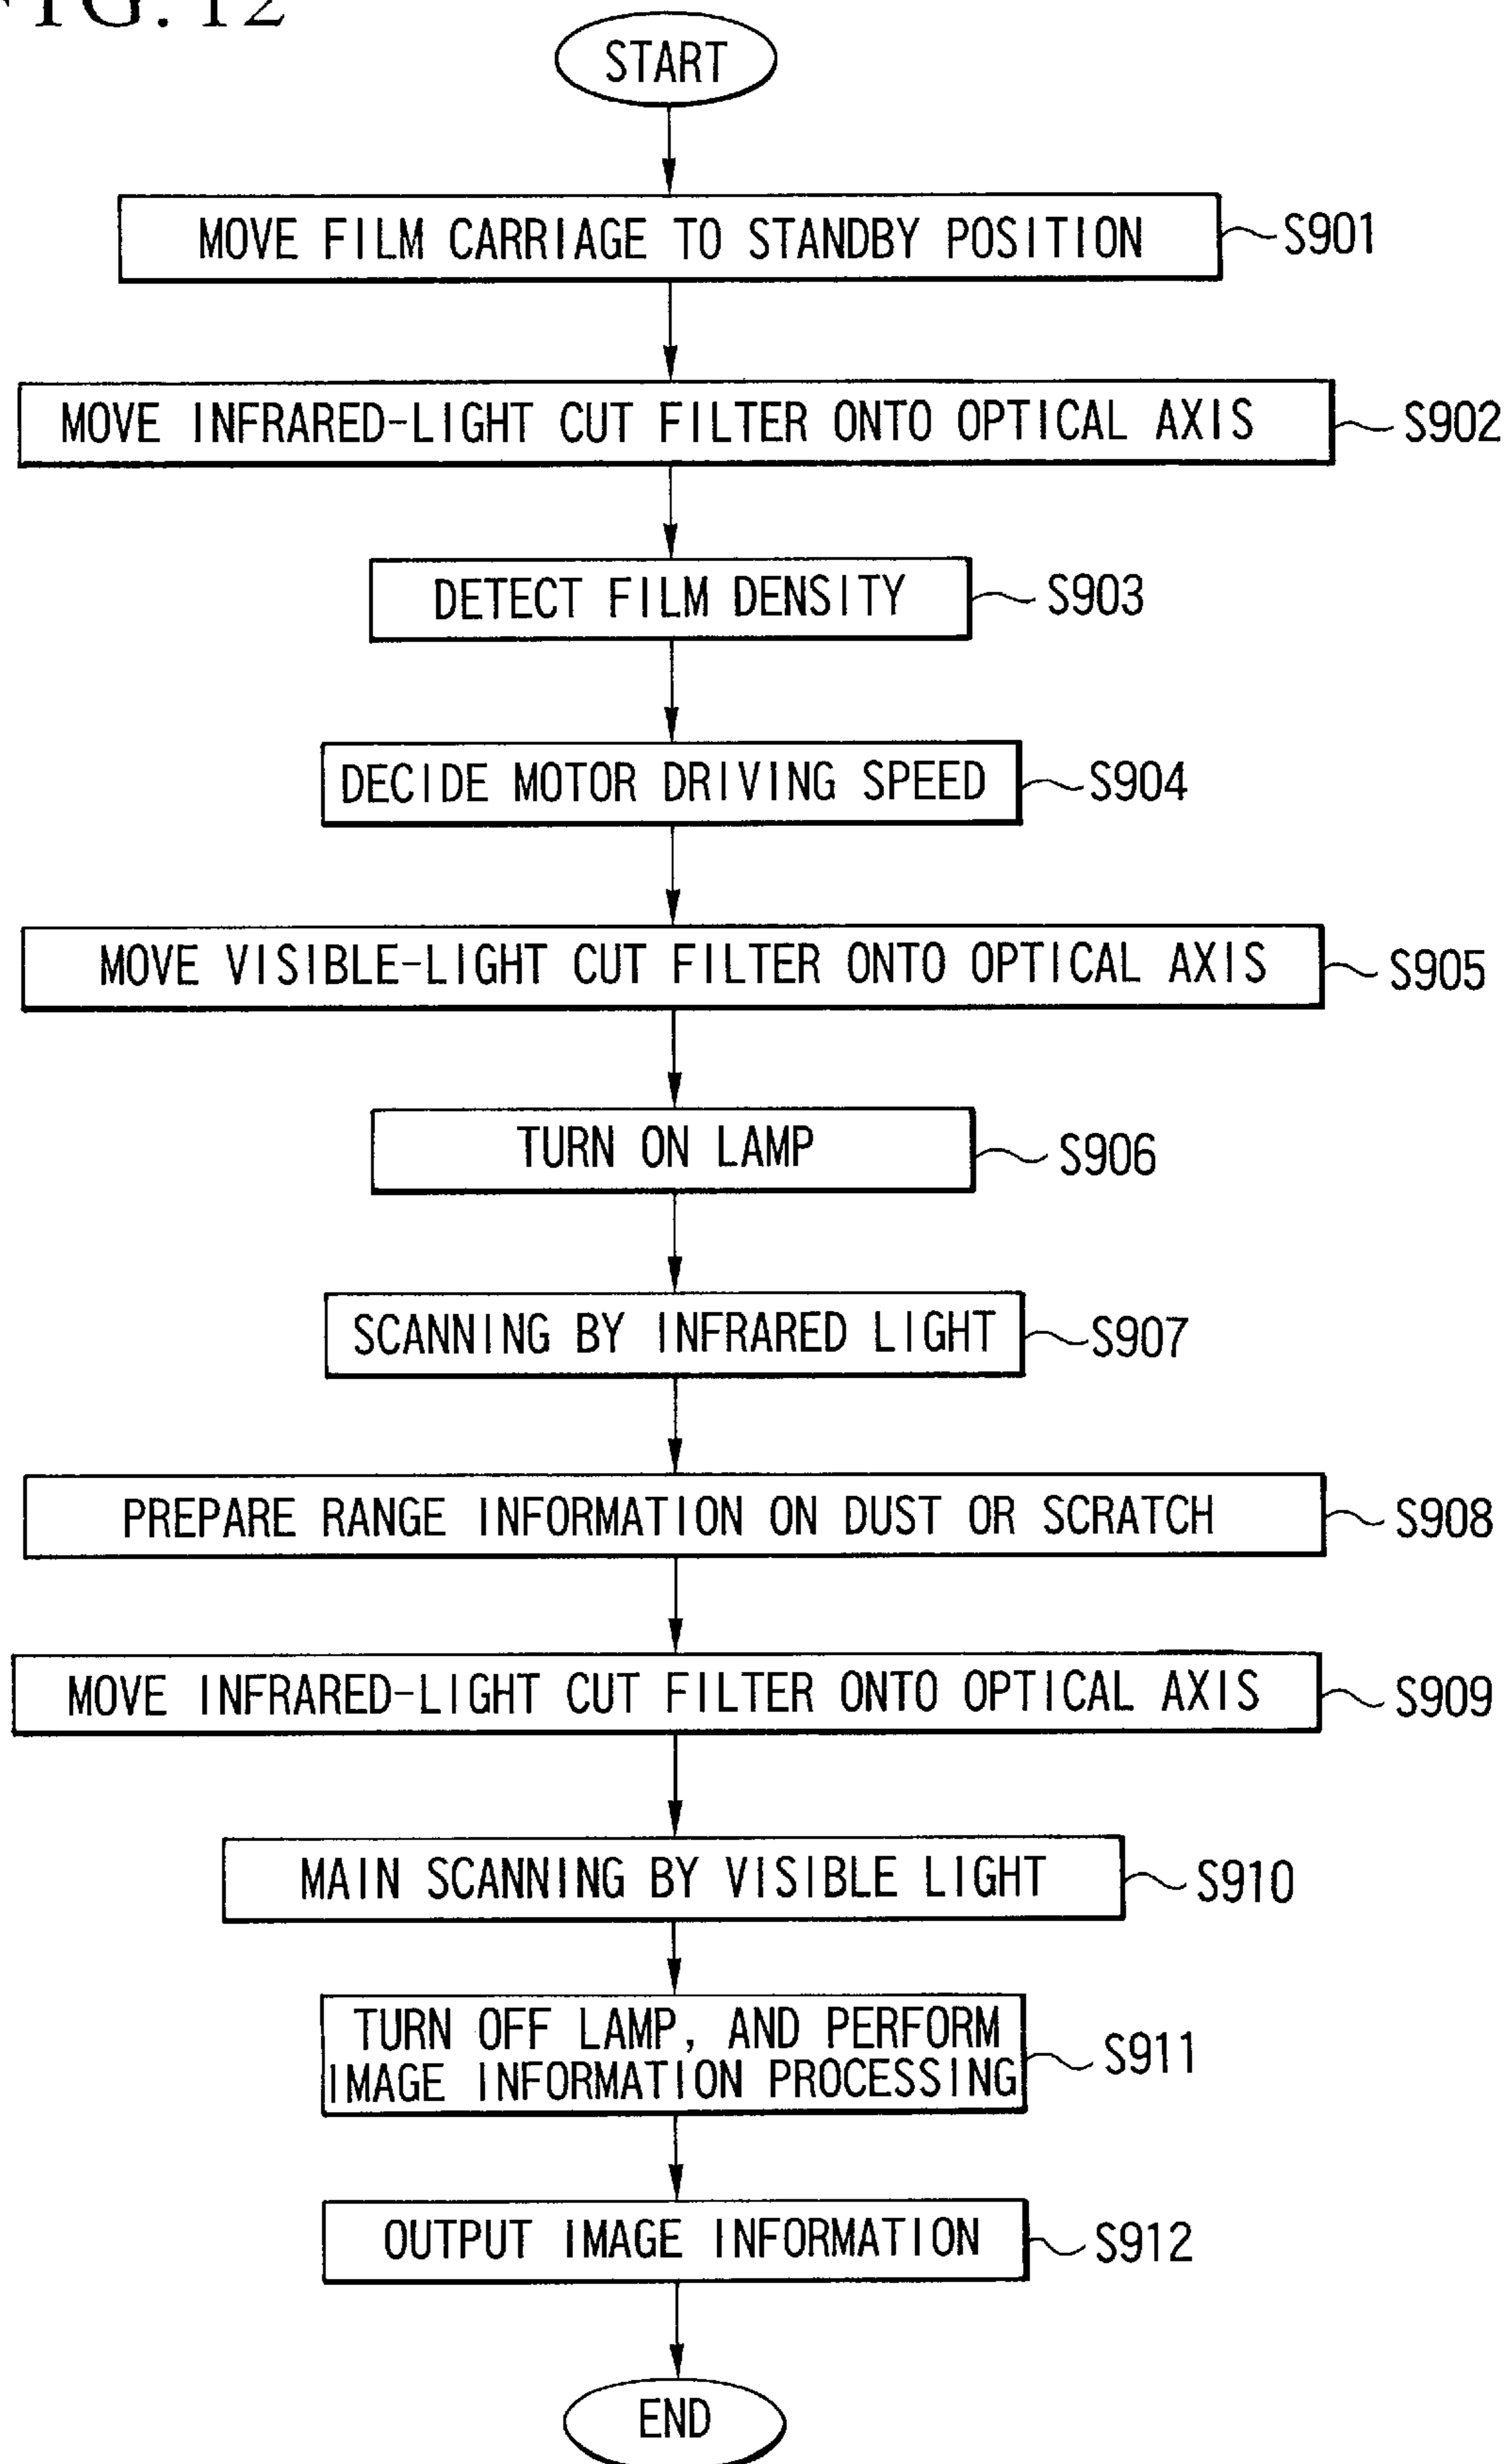 FIG. 12
START
MOVE FILM CARRIAGE TO STANDBY POSITION
S901
MOVE INFRARED-LIGHT CUT FILTER ONTO OPTICAL AXIS
S902
DETECT FILM DENSITY
S903
DECIDE MOTOR DRIVING SPEED
S904
MOVE VISIBLE-LIGHT CUT FILTER ONTO OPTICAL AXIS
S905
TURN ON LAMP
S906
SCANNING BY INFRARED LIGHT
S907
PREPARE RANGE INFORMATION ON DUST OR SCRATCH
S908
MOVE INFRARED-LIGHT CUT FILTER ONTO OPTICAL AXIS
S909
MAIN SCANNING BY VISIBLE LIGHT
S910
TURN OFF LAMP, AND PERFORM
IMAGE INFORMATION PROCESSING
S911
OUTPUT IMAGE INFORMATION
S912
END